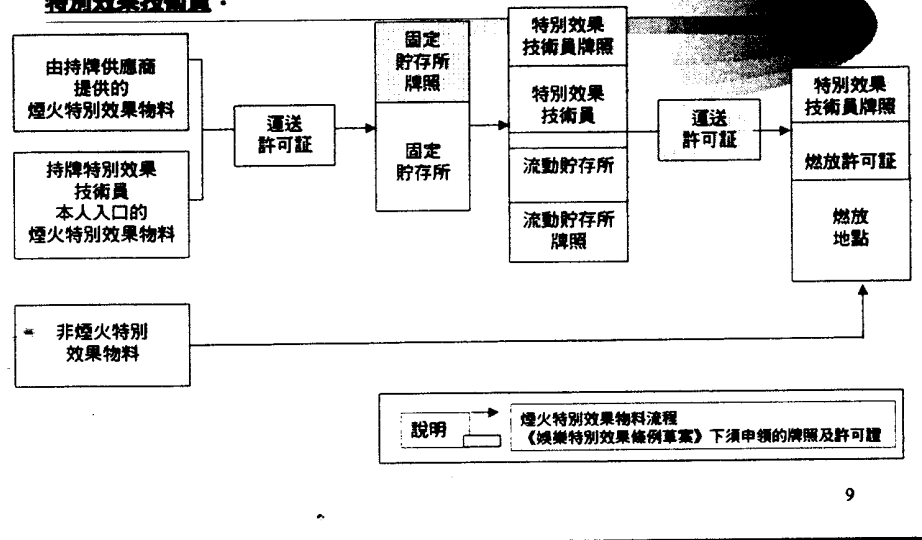 特別效果技術員：
由持牌供應商
提供的
煙火特別效果物料
持牌特別效果
技術員
本人入口的
煙火特別效果物料
運送
許可証
固定
貯存所
牌照
固定
貯存所
特別效果
技術員牌照
特別效果
技術員
流動貯存所
流動貯存所
牌照
運送
許可証
特別效果
技術員牌照
燃放許可証
燃放
地點
非煙火特別
效果物料
說明
煙火特別效果物料流程
《娛樂特別效果條例草案》下須申領的牌照及許可證
9